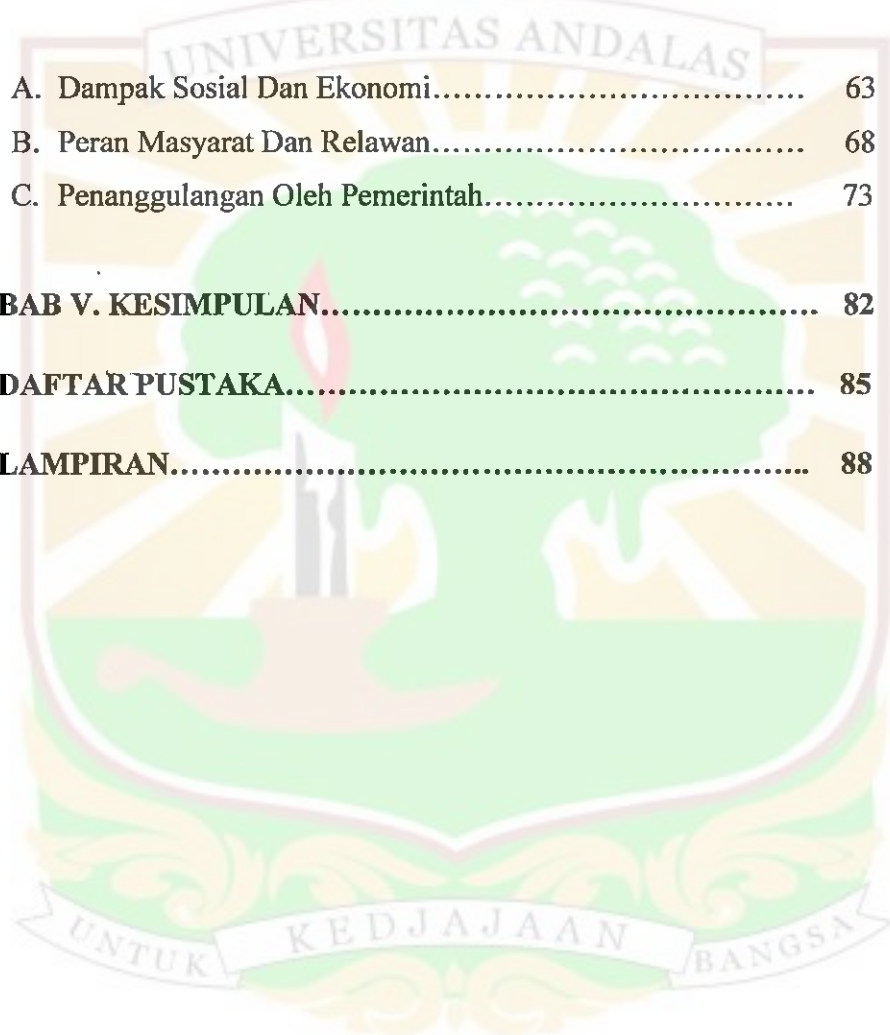 UNIVERSITAS ANDALAS
A. Dampak Sosial Dan Ekonomi.................................... 63
B. Peran Masyarat Dan Relawan.................................... 68
C. Penanggulangan Oleh Pemerintah.............................. 73
BAB V. KESIMPULAN................................................ 82
DAFTAR PUSTAKA................................................... 85
LAMPIRAN............................................................. 88
UNTUK KEDJAJAAN BANGSA